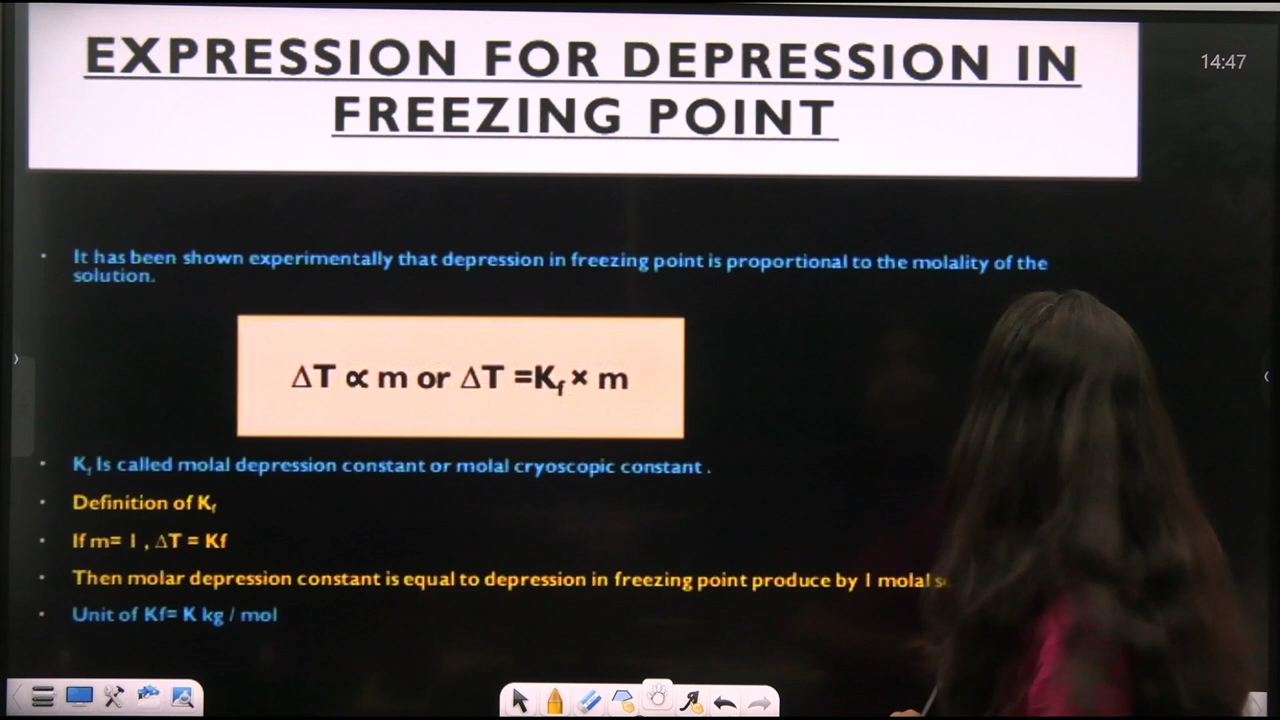 EXPRESSION FOR DEPRESSION IN
FREEZING POINT
14:47
• It has been shown experimentally that depression in freezing point is proportional to the molality of the
solution.
∆T ∝ m or ∆T =Kf × m
• Kf Is called molal depression constant or molal cryoscopic constant .
• Definition of Kf
• If m= 1 , ∆T = Kf
• Then molar depression constant is equal to depression in freezing point produce by 1 molal
• Unit of Kf= K kg / mol